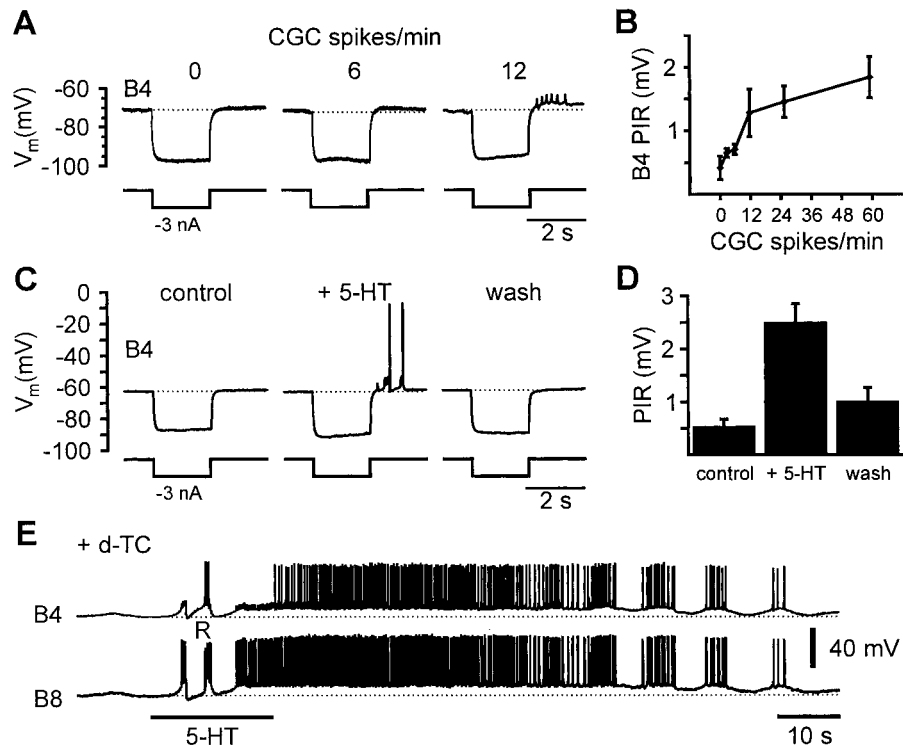 A
CGC spikes/min
0 6 12
B4
Vm(mV)
-60
-80
-100
-3 nA
2 s
B
B4 PIR (mV)
2
1
0 12 24 36 48 60
CGC spikes/min
C
control + 5-HT wash
B4
Vm(mV)
0
-20
-40
-60
-80
-100
-3 nA
2 s
D
PIR (mV)
3
2
1
control + 5-HT wash
E
+ d-TC
B4
R
B8
40 mV
5-HT
10 s